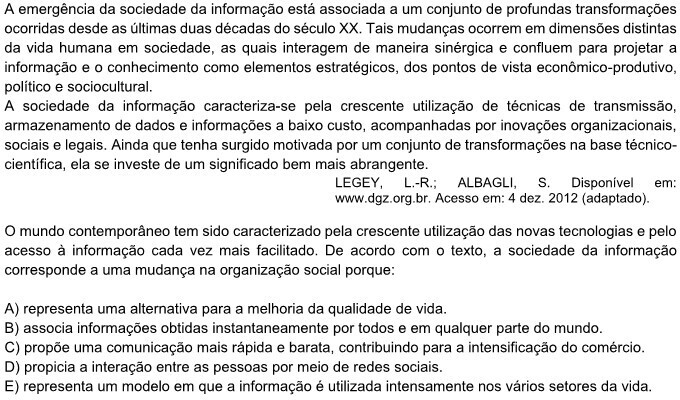 A emergência da sociedade da informação está associada a um conjunto de profundas transformações
ocorridas desde as últimas duas décadas do século XX. Tais mudanças ocorrem em dimensões distintas
da vida humana em sociedade, as quais interagem de maneira sinérgica e confluem para projetar a
informação e o conhecimento como elementos estratégicos, dos pontos de vista econômico-produtivo,
político e sociocultural.
A sociedade da informação caracteriza-se pela crescente utilização de técnicas de transmissão,
armazenamento de dados e informações a baixo custo, acompanhadas por inovações organizacionais,
sociais e legais. Ainda que tenha surgido motivada por um conjunto de transformações na base técnico-
científica, ela se investe de um significado bem mais abrangente.
LEGEY, L.-R.; ALBAGLI, S. Disponível em:
www.dgz.org.br. Acesso em: 4 dez. 2012 (adaptado).
O mundo contemporâneo tem sido caracterizado pela crescente utilização das novas tecnologias e pelo
acesso à informação cada vez mais facilitado. De acordo com o texto, a sociedade da informação
corresponde a uma mudança na organização social porque:
A) representa uma alternativa para a melhoria da qualidade de vida.
B) associa informações obtidas instantaneamente por todos e em qualquer parte do mundo.
C) propõe uma comunicação mais rápida e barata, contribuindo para a intensificação do comércio.
D) propicia a interação entre as pessoas por meio de redes sociais.
E) representa um modelo em que a informação é utilizada intensamente nos vários setores da vida.